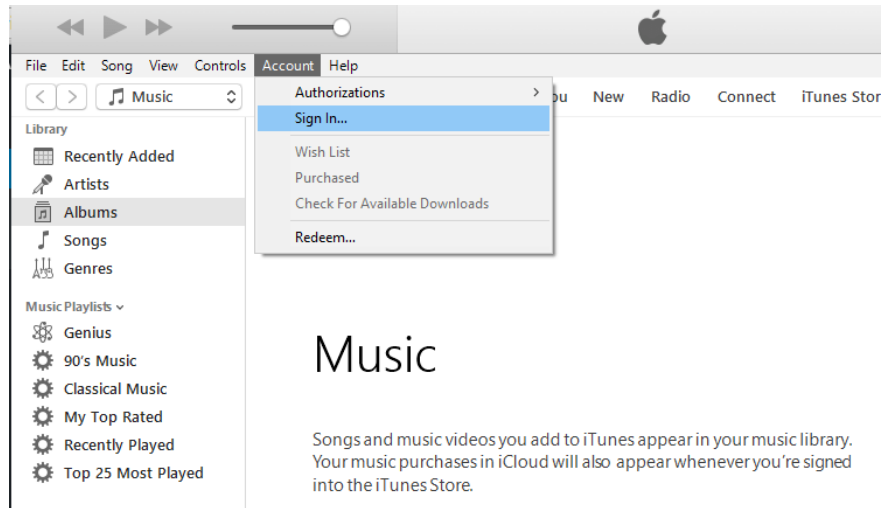 File Edit Song View Controls Account Help
Music
New Radio Connect iTunes Stor
Authorizations
Sign In...
Wish List
Purchased
Check For Available Downloads
Redeem...
Library
Recently Added
Artists
Albums
Songs
Genres
Music Playlists
Genius
90's Music
Classical Music
My Top Rated
Recently Played
Top 25 Most Played
Music
Songs and music videos you add to iTunes appear in your music library.
Your music purchases in iCloud will also appear whenever you're signed
into the iTunes Store.